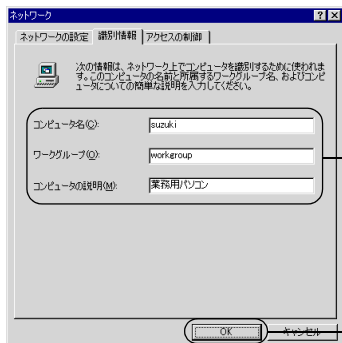 ネットワーク
ネットワークの設定 識別情報 アクセスの制御
次の情報は、ネットワーク上でコンピュータを識別するために使われま
す。このコンピュータの名前と所属するワークグループ名、およびコンピ
ュータについての簡単な説明を入力してください。
コンピュータ名(C): suzuki
ワークグループ(O): workgroup
コンピュータの説明(M): 業務用パソコン
OK キャンセル